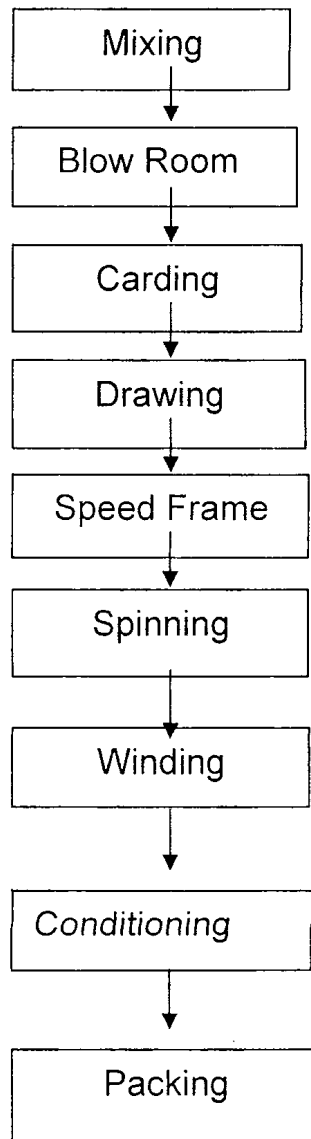 Mixing
Blow Room
Carding
Drawing
Speed Frame
Spinning
Winding
Conditioning
Packing